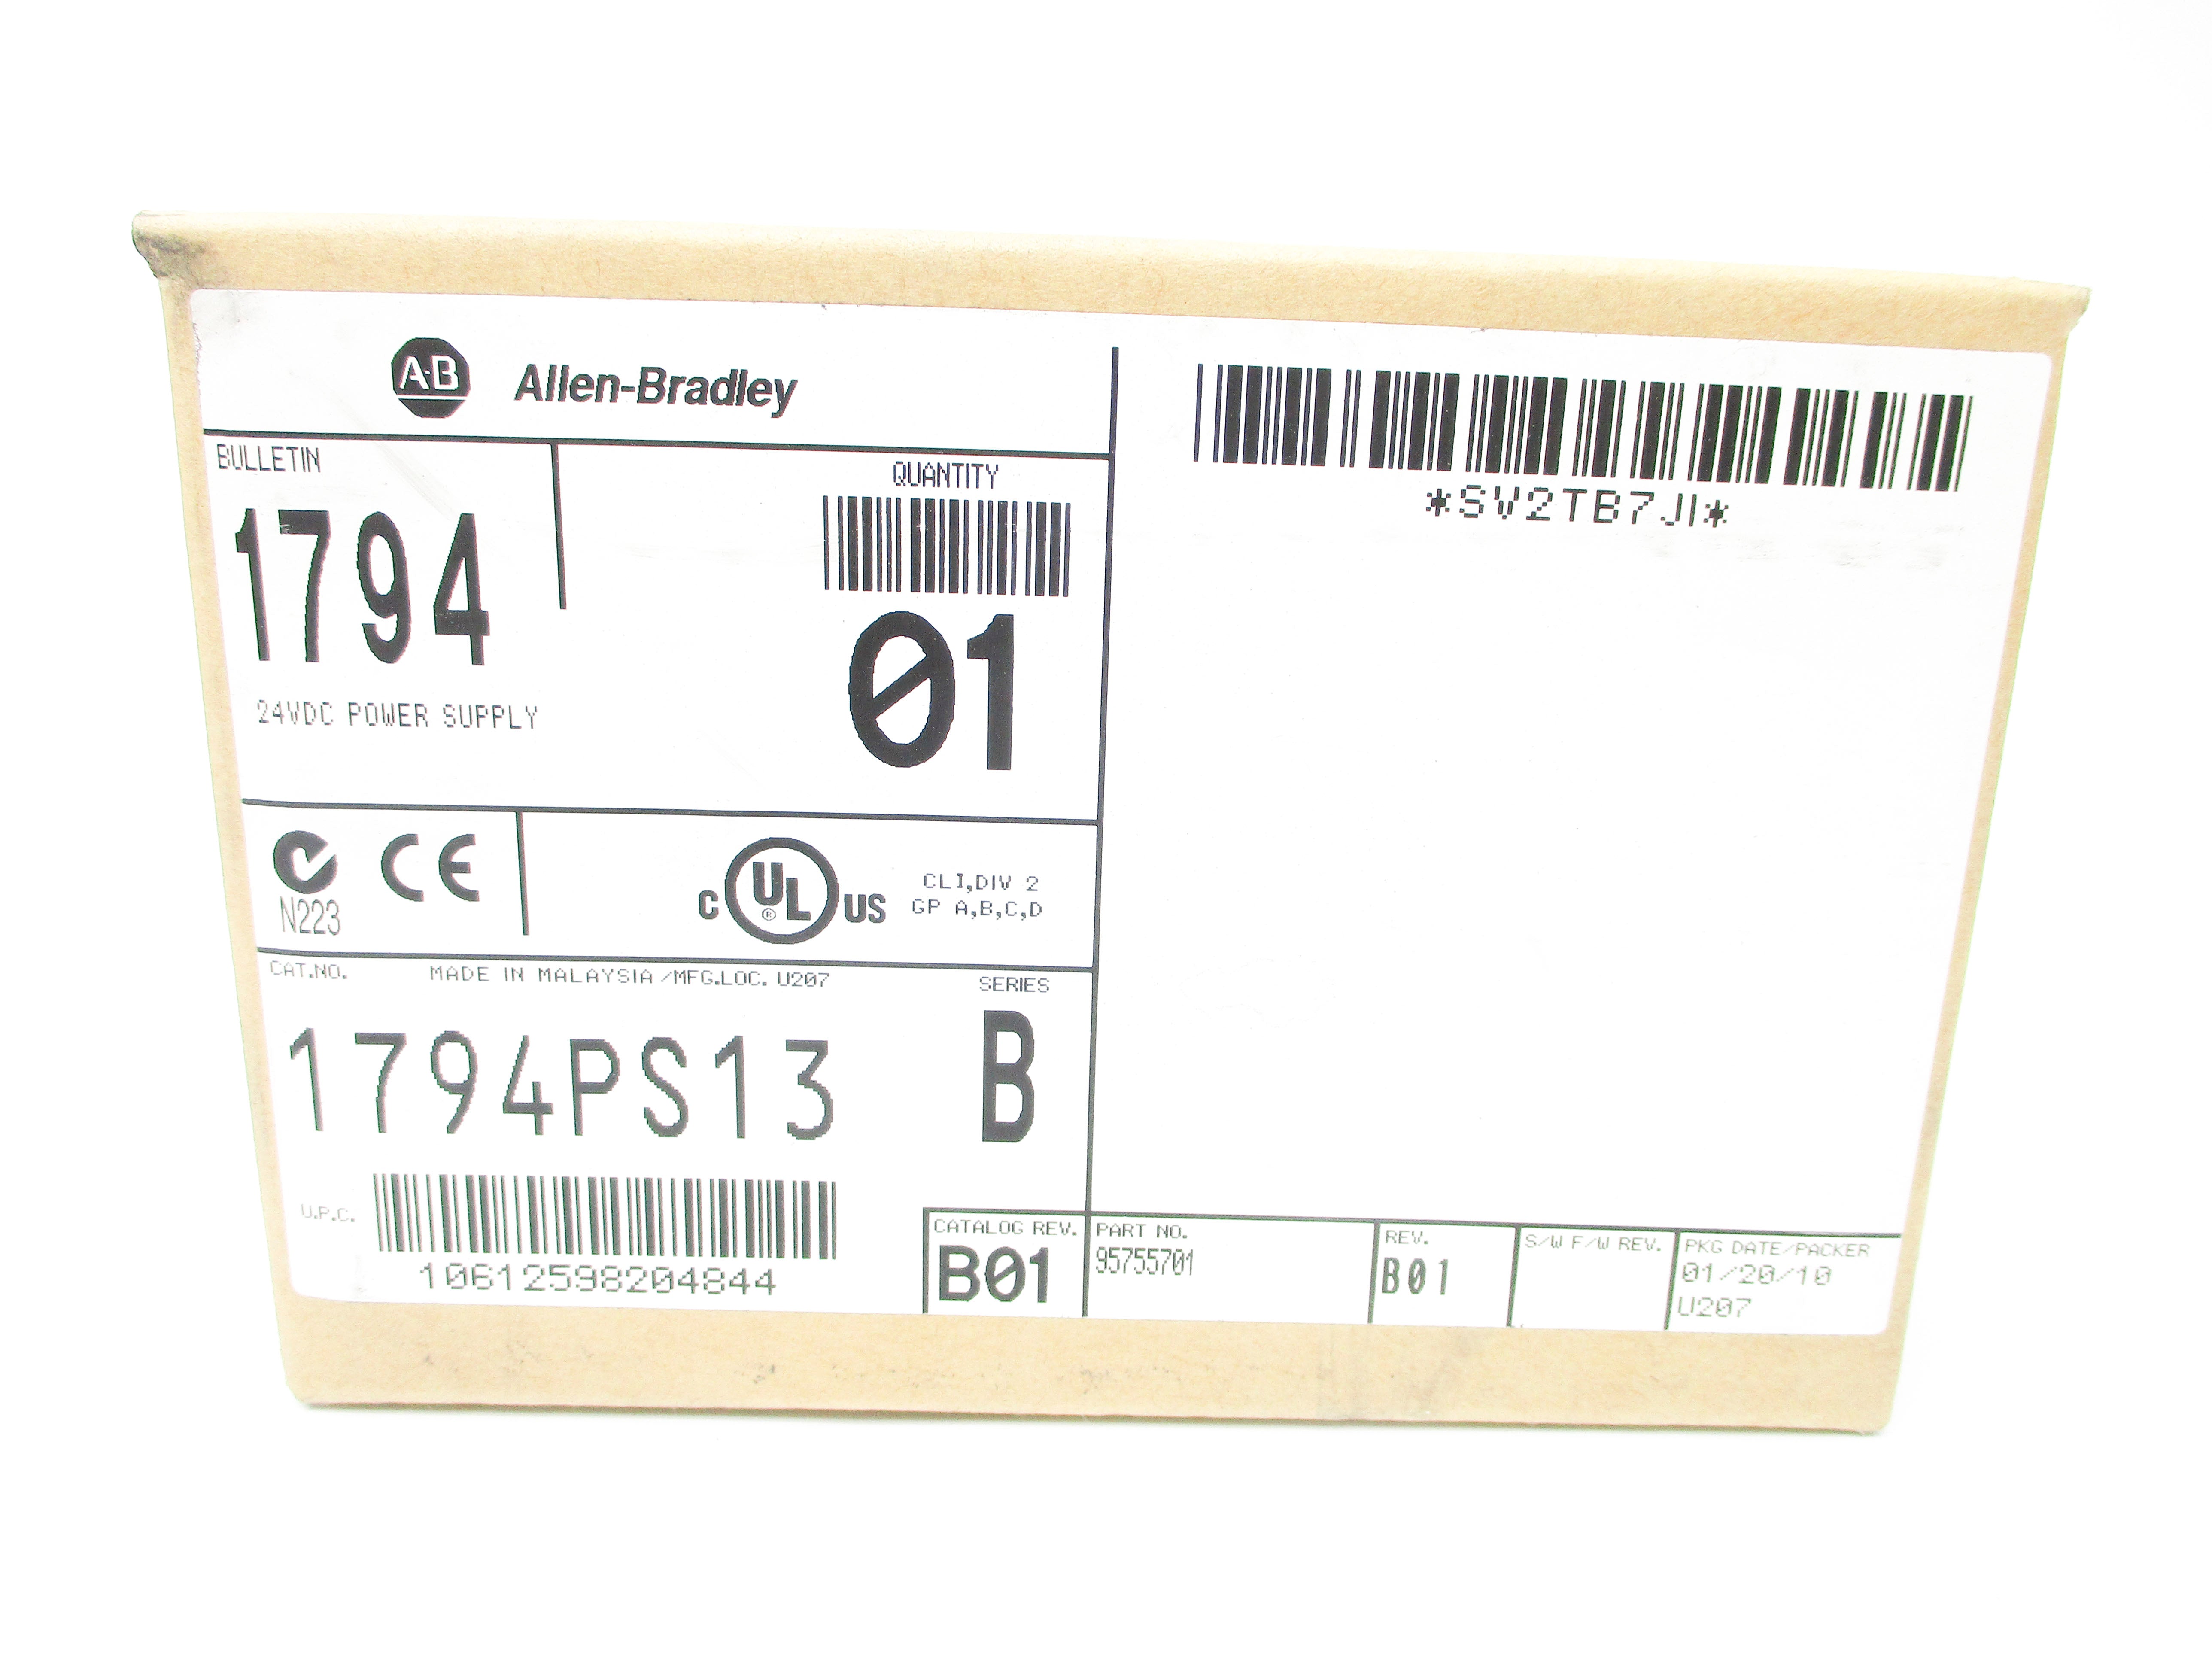 A-B Allen-Bradley
BULLETIN
1794
24VDC POWER SUPPLY
QUANTITY
01
N223
CE
C UL ® US
CL I,DIV 2
GP A,B,C,D
CAT.NO. MADE IN MALAYSIA/MFG.LOC. U207 SERIES
1794PS13 B
U.P.C.
10612598204844
CATALOG REV.
B01
*SV2TB7JI*
PART NO.
95755701
REV.
B01
S/W F/W REV.
PKG DATE/PACKER
01/20/10
U207